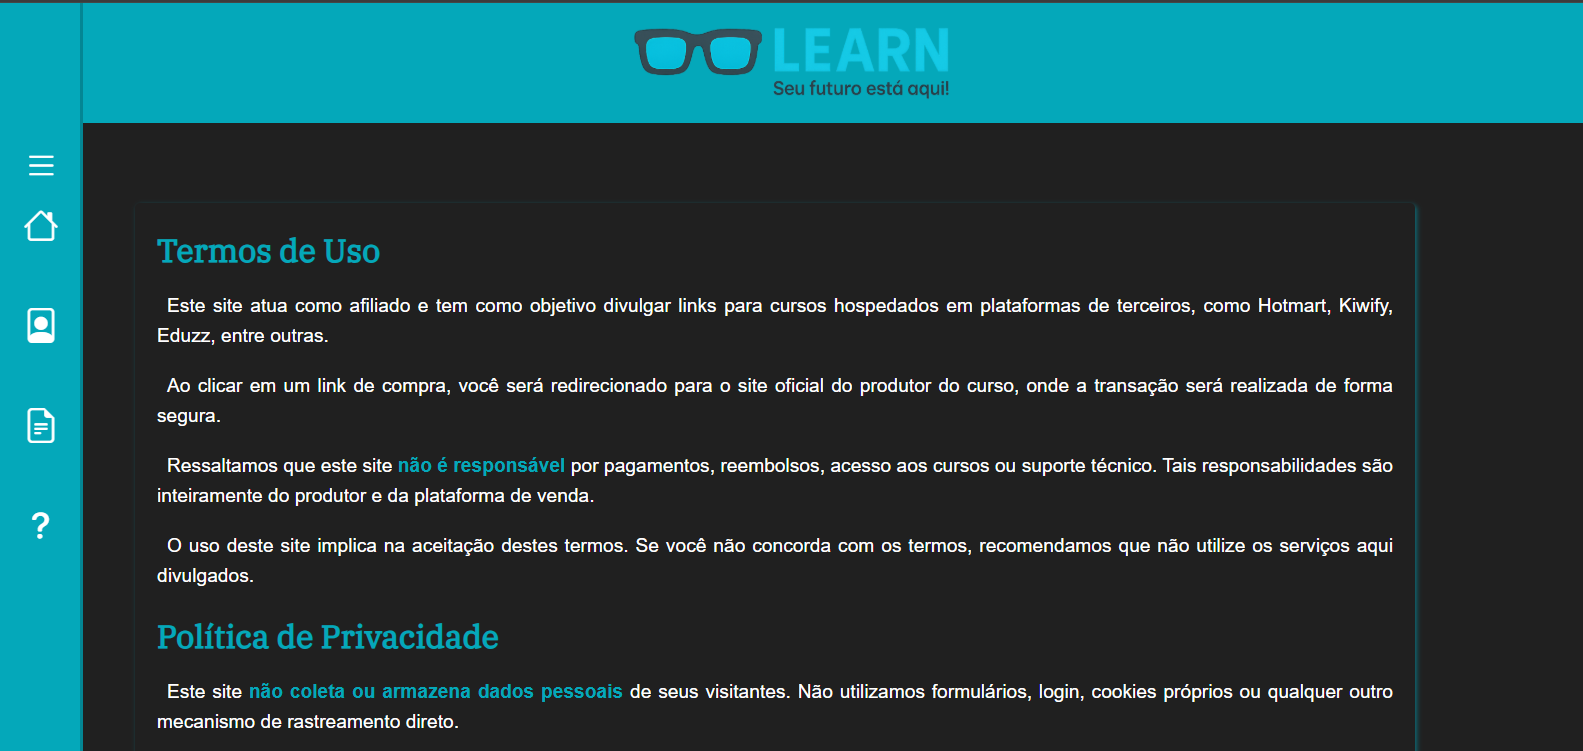 LEARN
Seu futuro está aqui!
Termos de Uso
Este site atua como afiliado e tem como objetivo divulgar links para cursos hospedados em plataformas de terceiros, como Hotmart, Kiwify,
Eduzz, entre outras.
Ao clicar em um link de compra, você será redirecionado para o site oficial do produtor do curso, onde a transação será realizada de forma
segura.
Ressaltamos que este site não é responsável por pagamentos, reembolsos, acesso aos cursos ou suporte técnico. Tais responsabilidades são
inteiramente do produtor e da plataforma de venda.
O uso deste site implica na aceitação destes termos. Se você não concorda com os termos, recomendamos que não utilize os serviços aqui
divulgados.
Política de Privacidade
Este site não coleta ou armazena dados pessoais de seus visitantes. Não utilizamos formulários, login, cookies próprios ou qualquer outro
mecanismo de rastreamento direto.